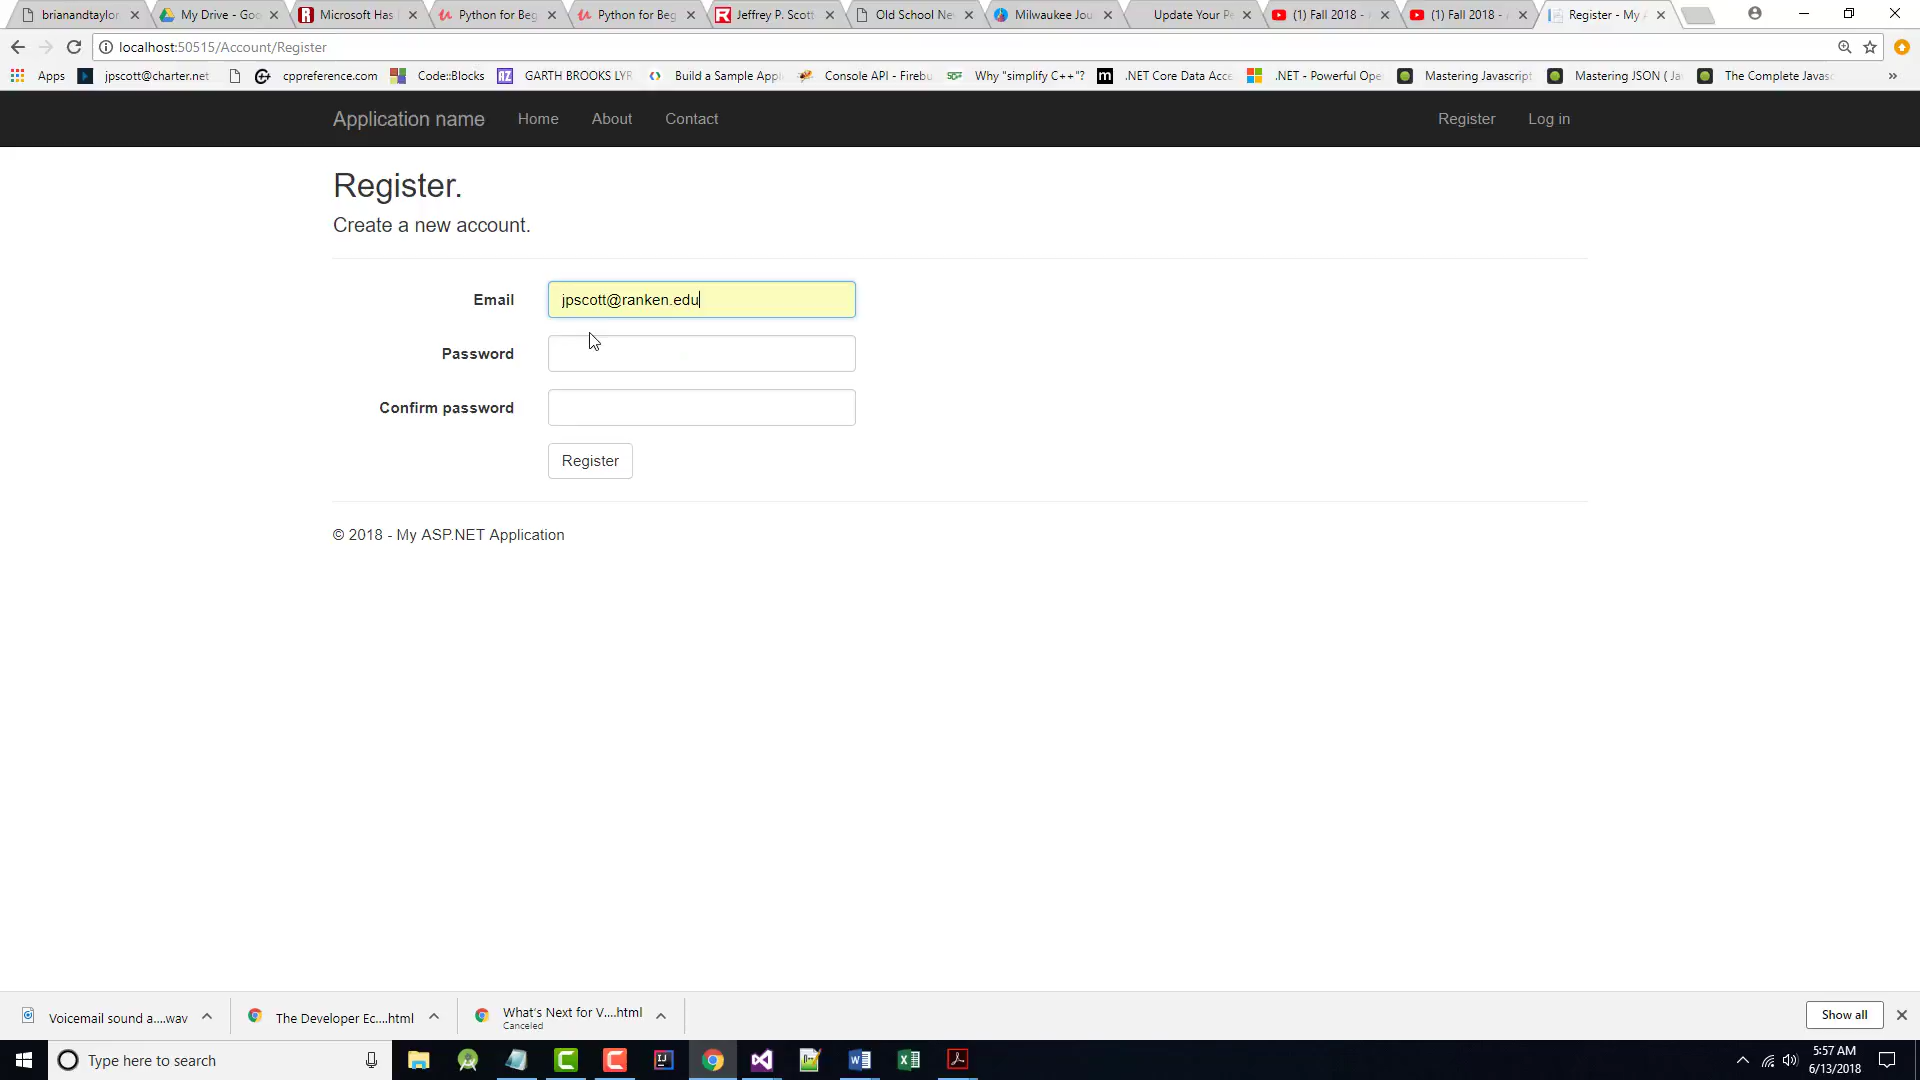 brianandtaylor
My Drive - Goo
Microsoft Has
Python for Beg
Python for Beg
Jeffrey P. Scott
Old School Ne
Milwaukee Jou
Update Your P
(1) Fall 2018 -
(1) Fall 2018 -
Register - My
localhost:50515/Account/Register
Apps
jpscott@charter.net
cppreference.com
Code::Blocks
GARTH BROOKS LYR
Build a Sample App
Console API - Firebu
Why "simplify C++"?
.NET Core Data Acce
.NET - Powerful Ope
Mastering Javascript
Mastering JSON ( Ja
The Complete Javas
»
Application name
Home
About
Contact
Register
Log in
Register.
Create a new account.
Email
jpscott@ranken.edu
Password
Confirm password
Register
© 2018 - My ASP.NET Application
Voicemail sound a....wav
The Developer Ec....html
What's Next for V....html
Canceled
Show all
Type here to search
5:57 AM
6/13/2018